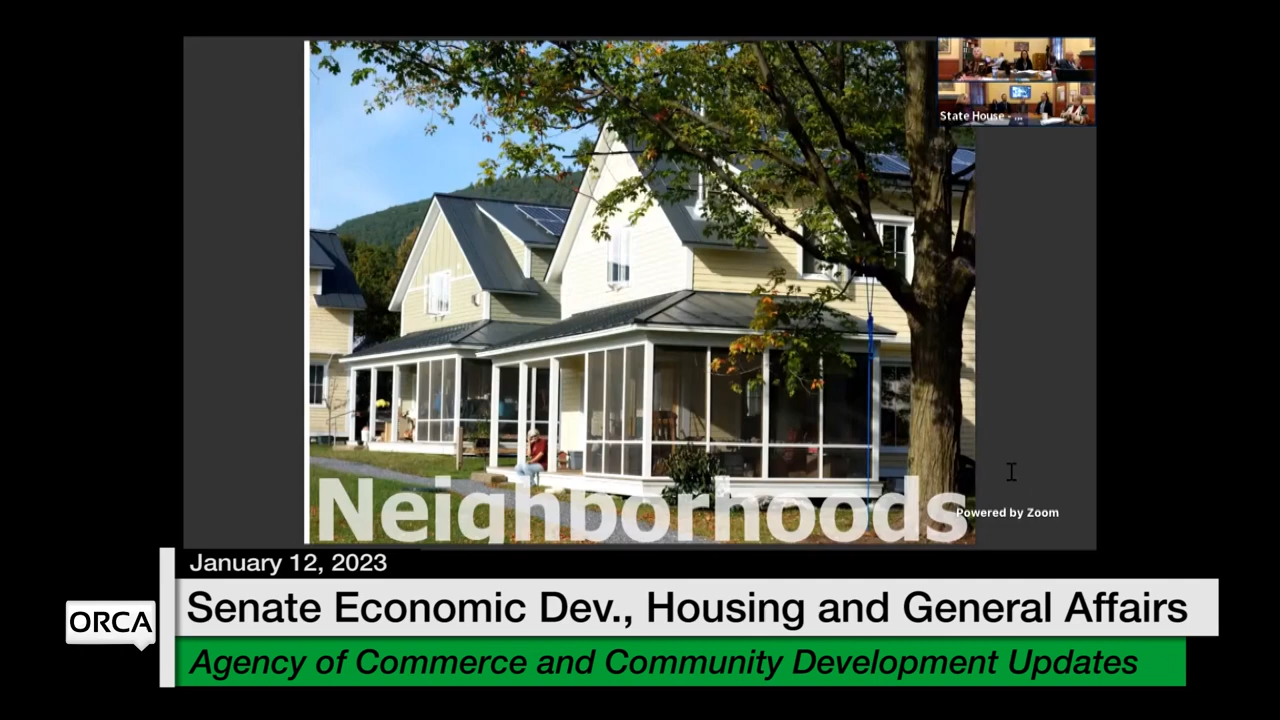 State House - ...
Neighborhoods
Powered by Zoom
January 12, 2023
Senate Economic Dev., Housing and General Affairs
ORCA
Agency of Commerce and Community Development Updates